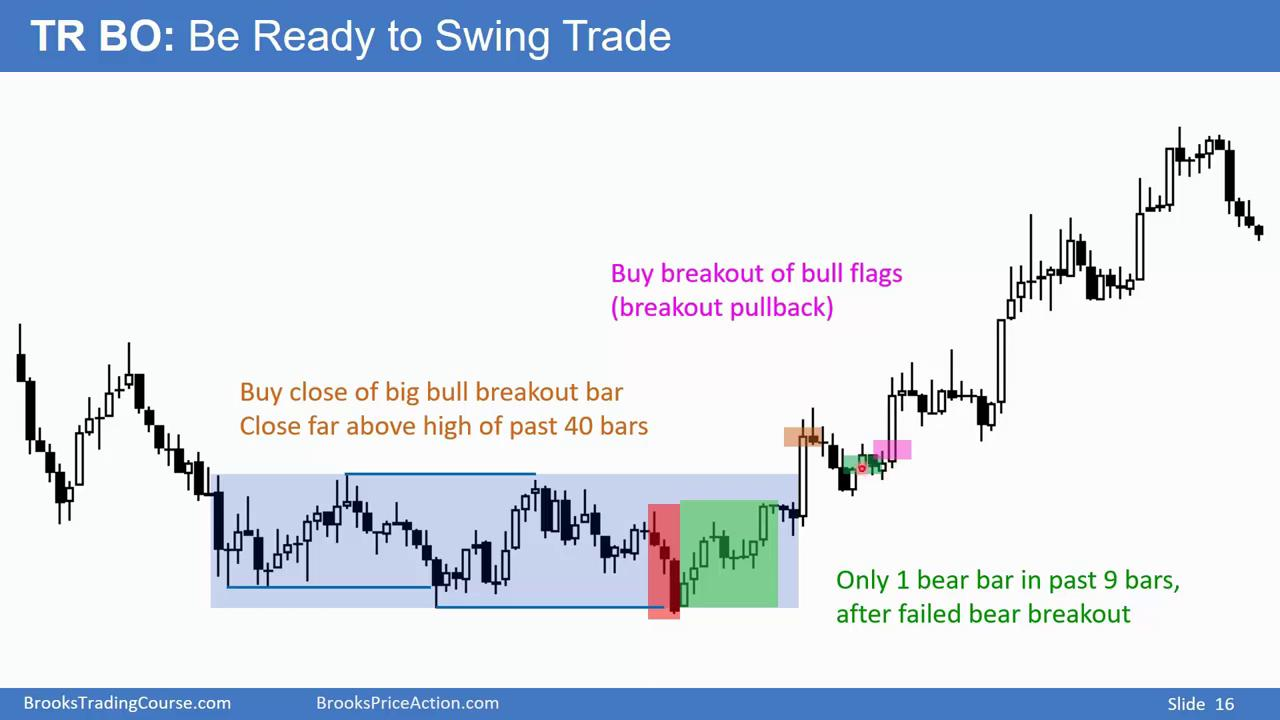 TR BO: Be Ready to Swing Trade
Buy breakout of bull flags
(breakout pullback)
Buy close of big bull breakout bar
Close far above high of past 40 bars
Only 1 bear bar in past 9 bars,
after failed bear breakout
BrooksTradingCourse.com
BrooksPriceAction.com
Slide 16